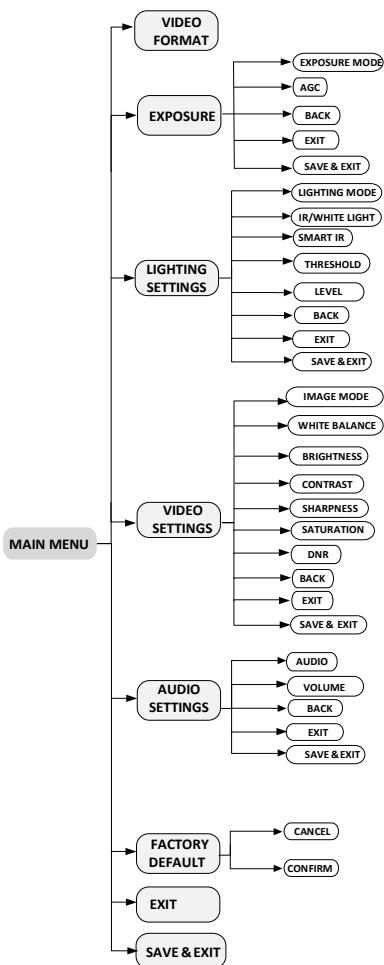 MAIN MENU
VIDEO
FORMAT
EXPOSURE
EXPOSURE MODE
AGC
BACK
EXIT
SAVE & EXIT
LIGHTING
SETTINGS
LIGHTING MODE
IR/WHITE LIGHT
SMART IR
THRESHOLD
LEVEL
BACK
EXIT
SAVE & EXIT
VIDEO
SETTINGS
IMAGE MODE
WHITE BALANCE
BRIGHTNESS
CONTRAST
SHARPNESS
SATURATION
DNR
BACK
EXIT
SAVE & EXIT
AUDIO
SETTINGS
AUDIO
VOLUME
BACK
EXIT
SAVE & EXIT
FACTORY
DEFAULT
CANCEL
CONFIRM
EXIT
SAVE & EXIT